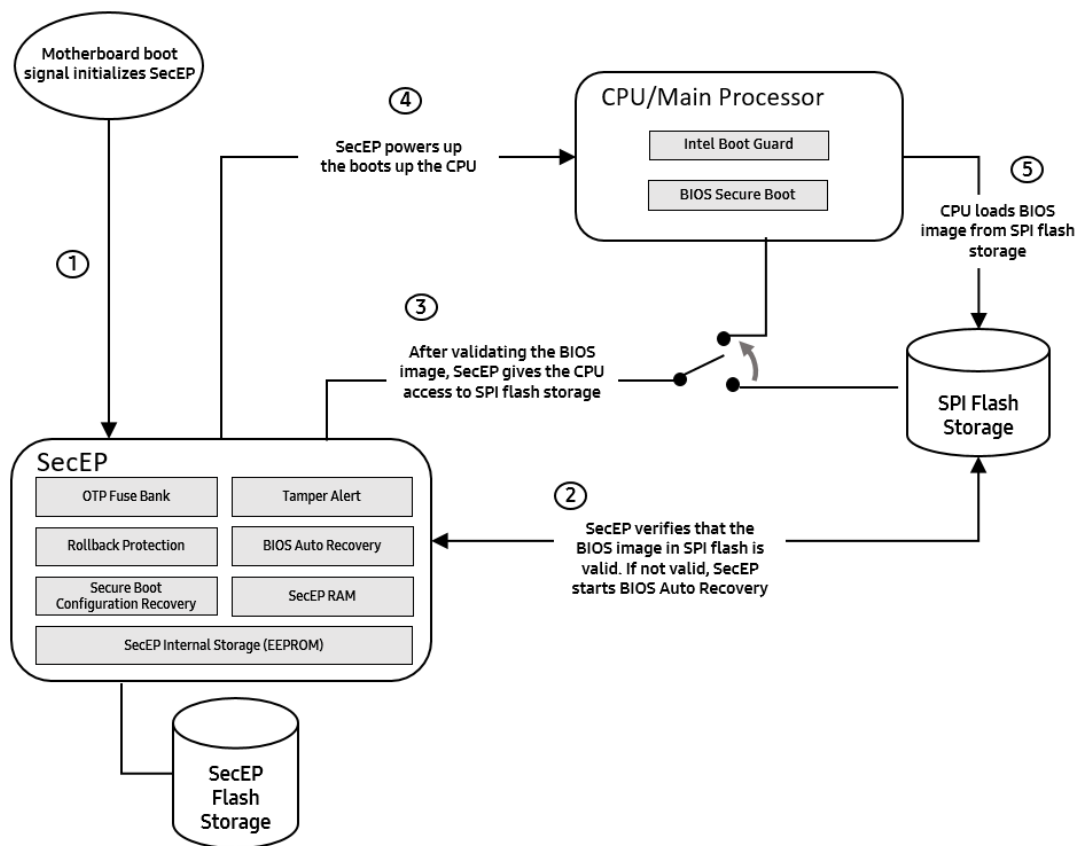 Motherboard boot
signal initializes SecEP
4
CPU/Main Processor
Intel Boot Guard
BIOS Secure Boot
SecEP powers up
the boots up the CPU
5
CPU loads BIOS
image from SPI flash
storage
1
3
After validating the BIOS
image, SecEP gives the CPU
access to SPI flash storage
SPI Flash
Storage
SecEP
OTP Fuse Bank
Tamper Alert
Rollback Protection
BIOS Auto Recovery
Secure Boot
Configuration Recovery
SecEP RAM
SecEP Internal Storage (EEPROM)
2
SecEP verifies that the
BIOS image in SPI flash is
valid. If not valid, SecEP
starts BIOS Auto Recovery
SecEP
Flash
Storage